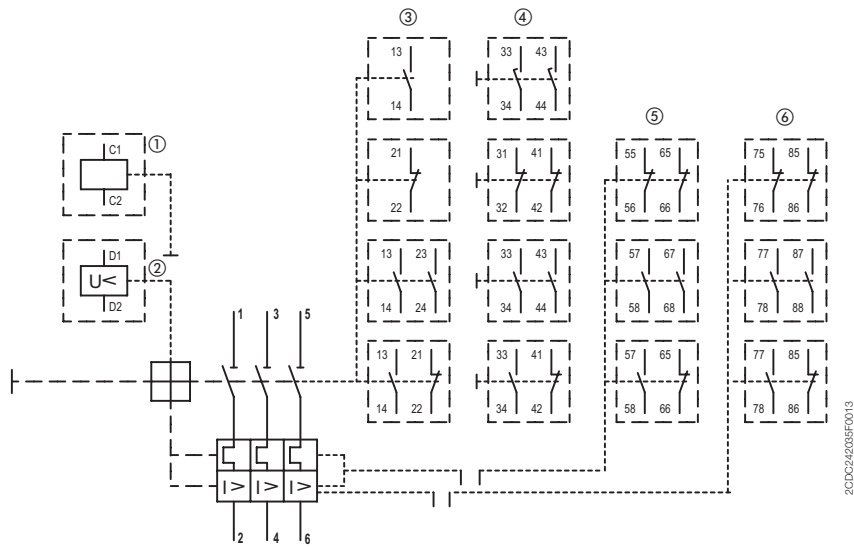 ③ ④
13 33 43
14 34 44
⑤ ⑥
① C1 21 31 41 55 65 75 85
C2 22 32 42 56 66 76 86
② D1 13 23 33 43 57 67 77 87
U<
D2 14 24 34 44 58 68 78 88
1 3 5
13 21 33 41 57 65 77 85
14 22 34 42 58 66 78 86
I> I> I>
2 4 6
2CDC242035F0013